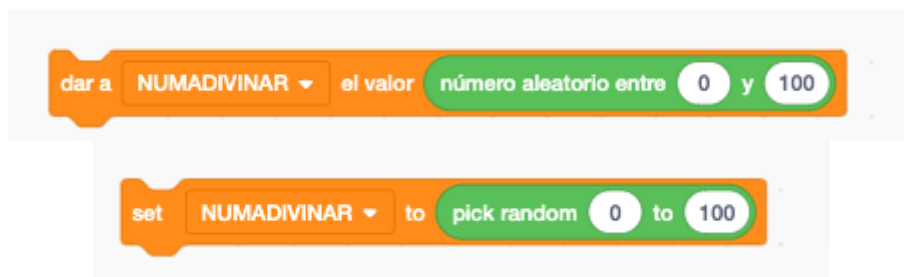 dar a NUMADIVINAR el valor número aleatorio entre 0 y 100
set NUMADIVINAR to pick random 0 to 100